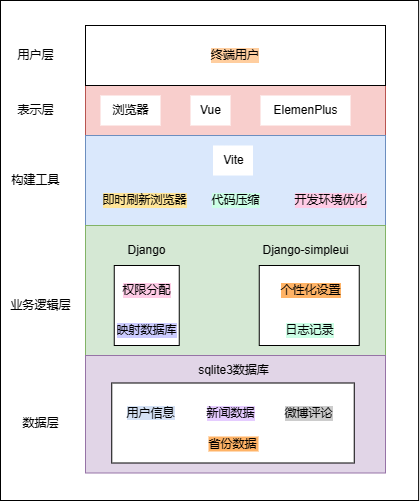 用户层
终端用户
表示层
浏览器
Vue
ElemenPlus
构建工具
Vite
即时刷新浏览器
代码压缩
开发环境优化
业务逻辑层
Django
Django-simpleui
权限分配
个性化设置
映射数据库
日志记录
数据层
sqlite3数据库
用户信息
新闻数据
微博评论
省份数据